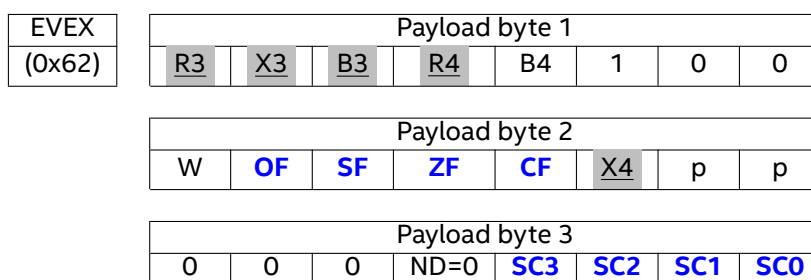 EVEX Payload byte 1
(0x62) R3 X3 B3 R4 B4 1 0 0
Payload byte 2
W OF SF ZF CF X4 p p
Payload byte 3
0 0 0 ND=0 SC3 SC2 SC1 SC0